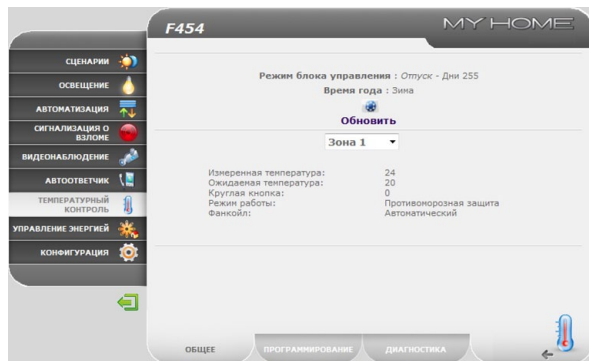 F454
MY HOME
СЦЕНАРИИ
ОСВЕЩЕНИЕ
АВТОМАТИЗАЦИЯ
СИГНАЛИЗАЦИЯ О
ВЗЛОМЕ
ВИДЕОНАБЛЮДЕНИЕ
АВТООТВЕТЧИК
ТЕМПЕРАТУРНЫЙ
КОНТРОЛЬ
УПРАВЛЕНИЕ ЭНЕРГИЕЙ
КОНФИГУРАЦИЯ
Режим блока управления : Отпуск - Дни 255
Время года : Зима
Обновить
Зона 1
Измеренная температура: 24
Ожидаемая температура: 20
Круглая кнопка: 0
Режим работы: Противоморозная защита
Фанкойл: Автоматический
ОБЩЕЕ
ПРОГРАММИРОВАНИЕ
ДИАГНОСТИКА